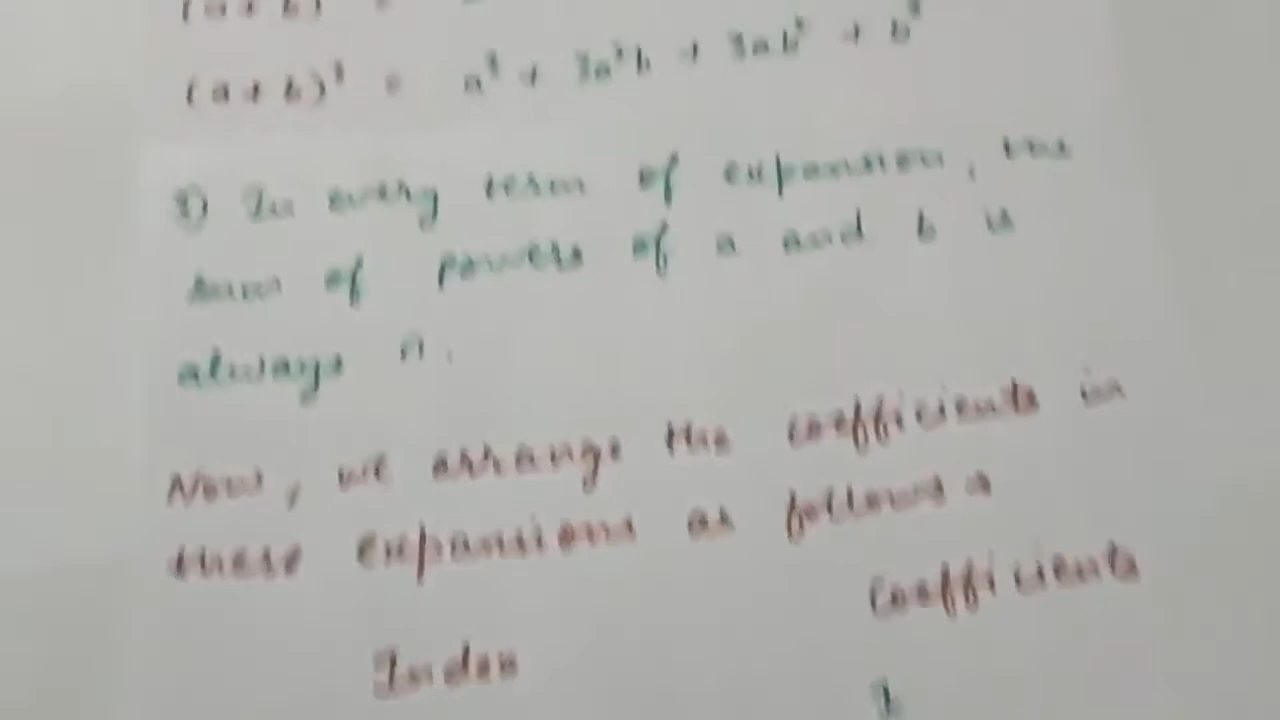 (a + b)
(a + b)³ = a³ + 3a²b + 3ab² + b³
3) In every term of expansion, the
sum of powers of a and b is
always n.
Now, we arrange the coefficients in
these expansions as follows
coefficients
Index
1